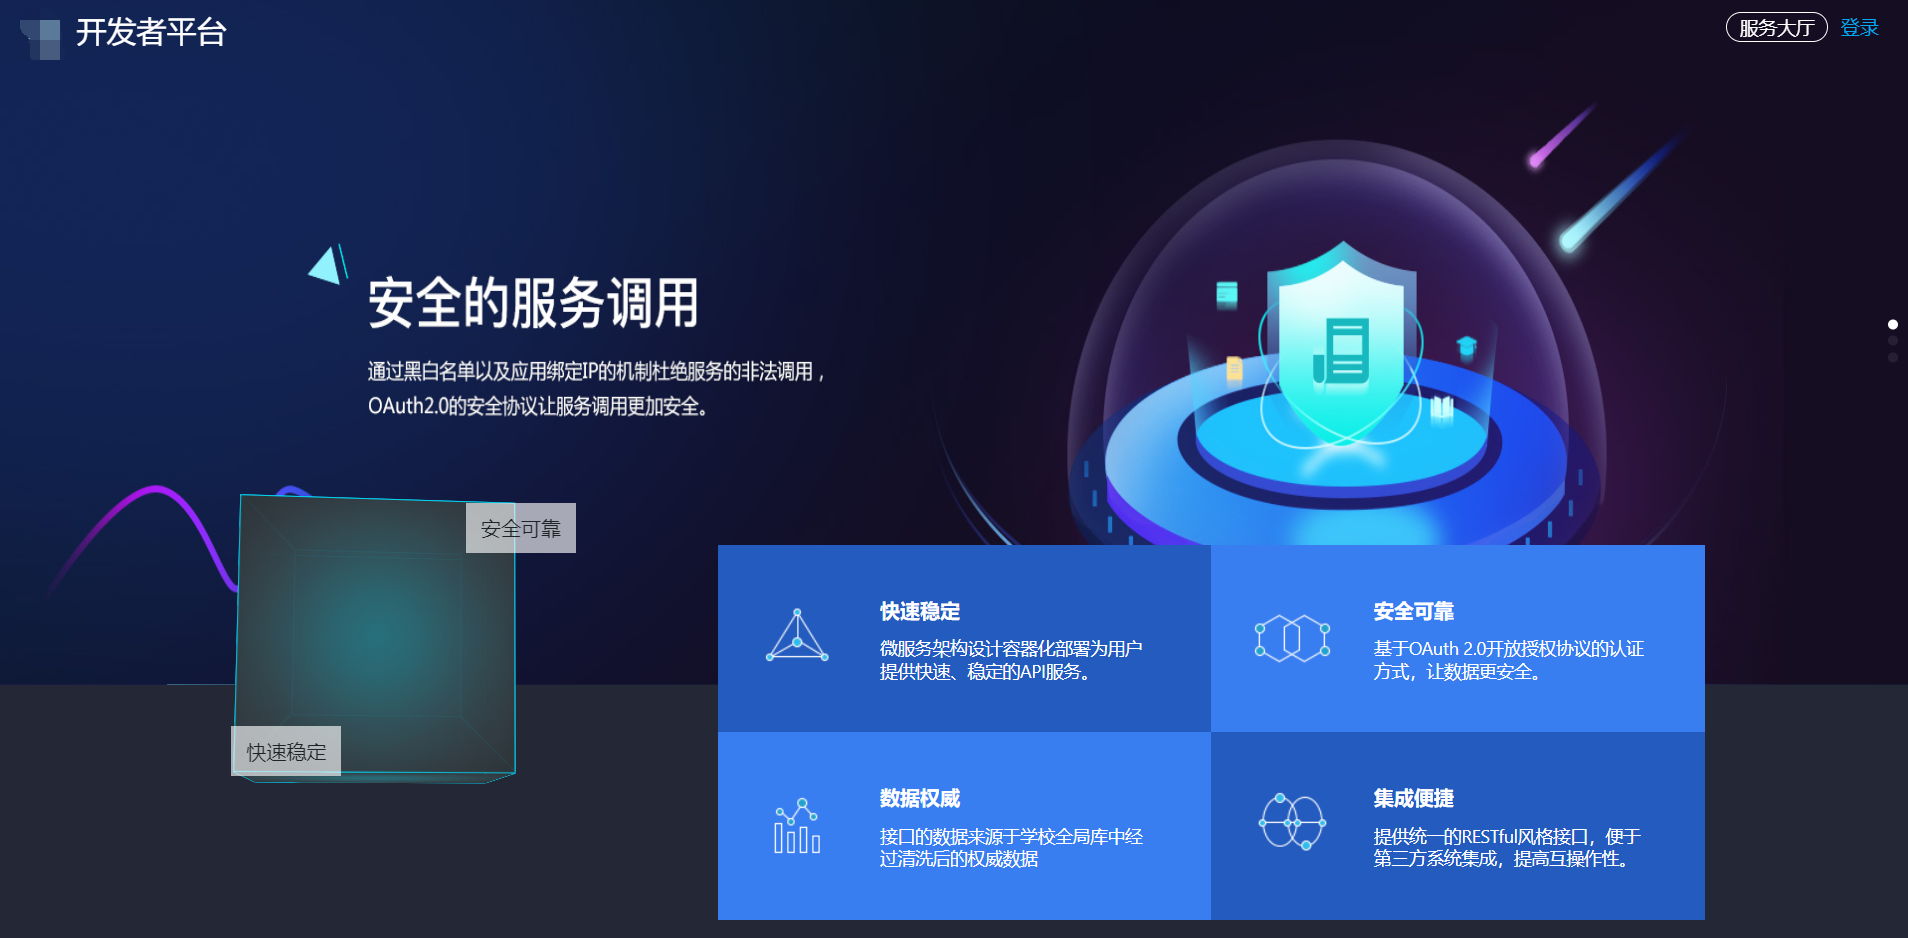 开发者平台
服务大厅 登录
安全的服务调用
通过黑白名单以及应用绑定IP的机制杜绝服务的非法调用，
OAuth2.0的安全协议让服务调用更加安全。
安全可靠
快速稳定
快速稳定
微服务架构设计容器化部署为用户
提供快速、稳定的API服务。
安全可靠
基于OAuth 2.0开放授权协议的认证
方式，让数据更安全。
数据权威
接口的数据来源于学校全局库中经
过清洗后的权威数据
集成便捷
提供统一的RESTful风格接口，便于
第三方系统集成，提高互操作性。